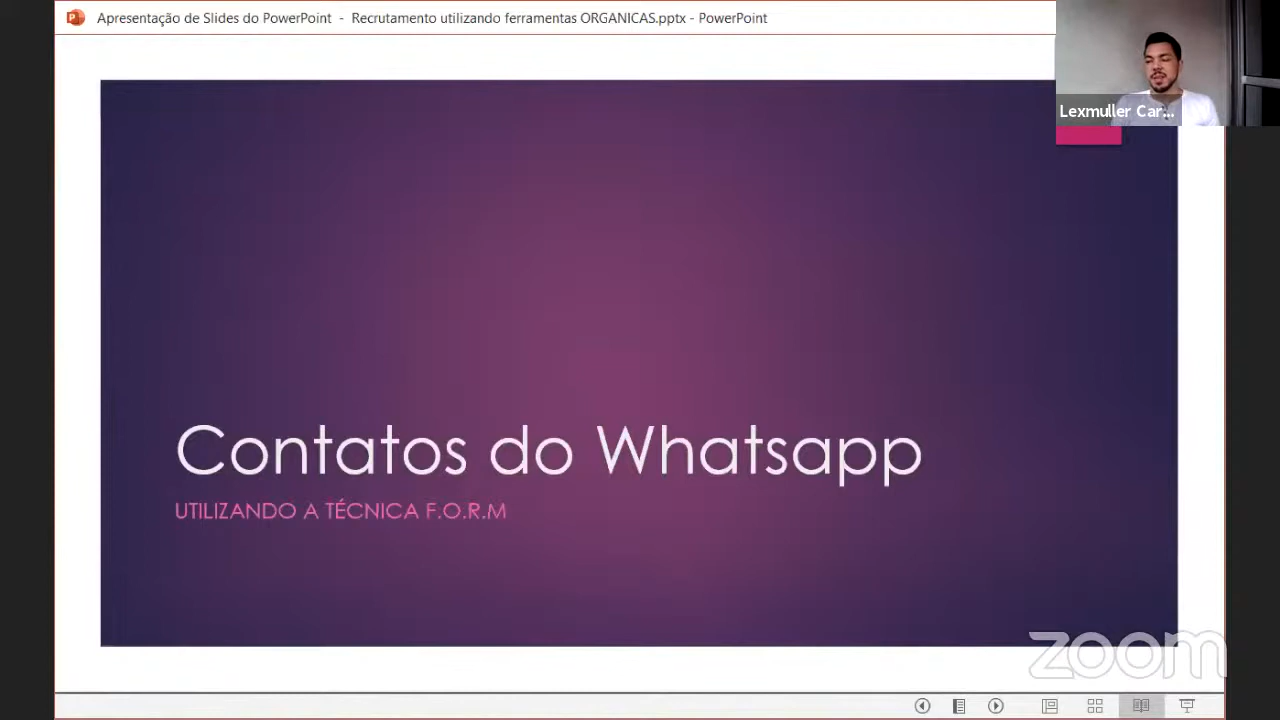 Apresentação de Slides do PowerPoint - Recrutamento utilizando ferramentas ORGANICAS.pptx - PowerPoint
Lexmuller Car...
Contatos do Whatsapp
UTILIZANDO A TÉCNICA F.O.R.M
zoom